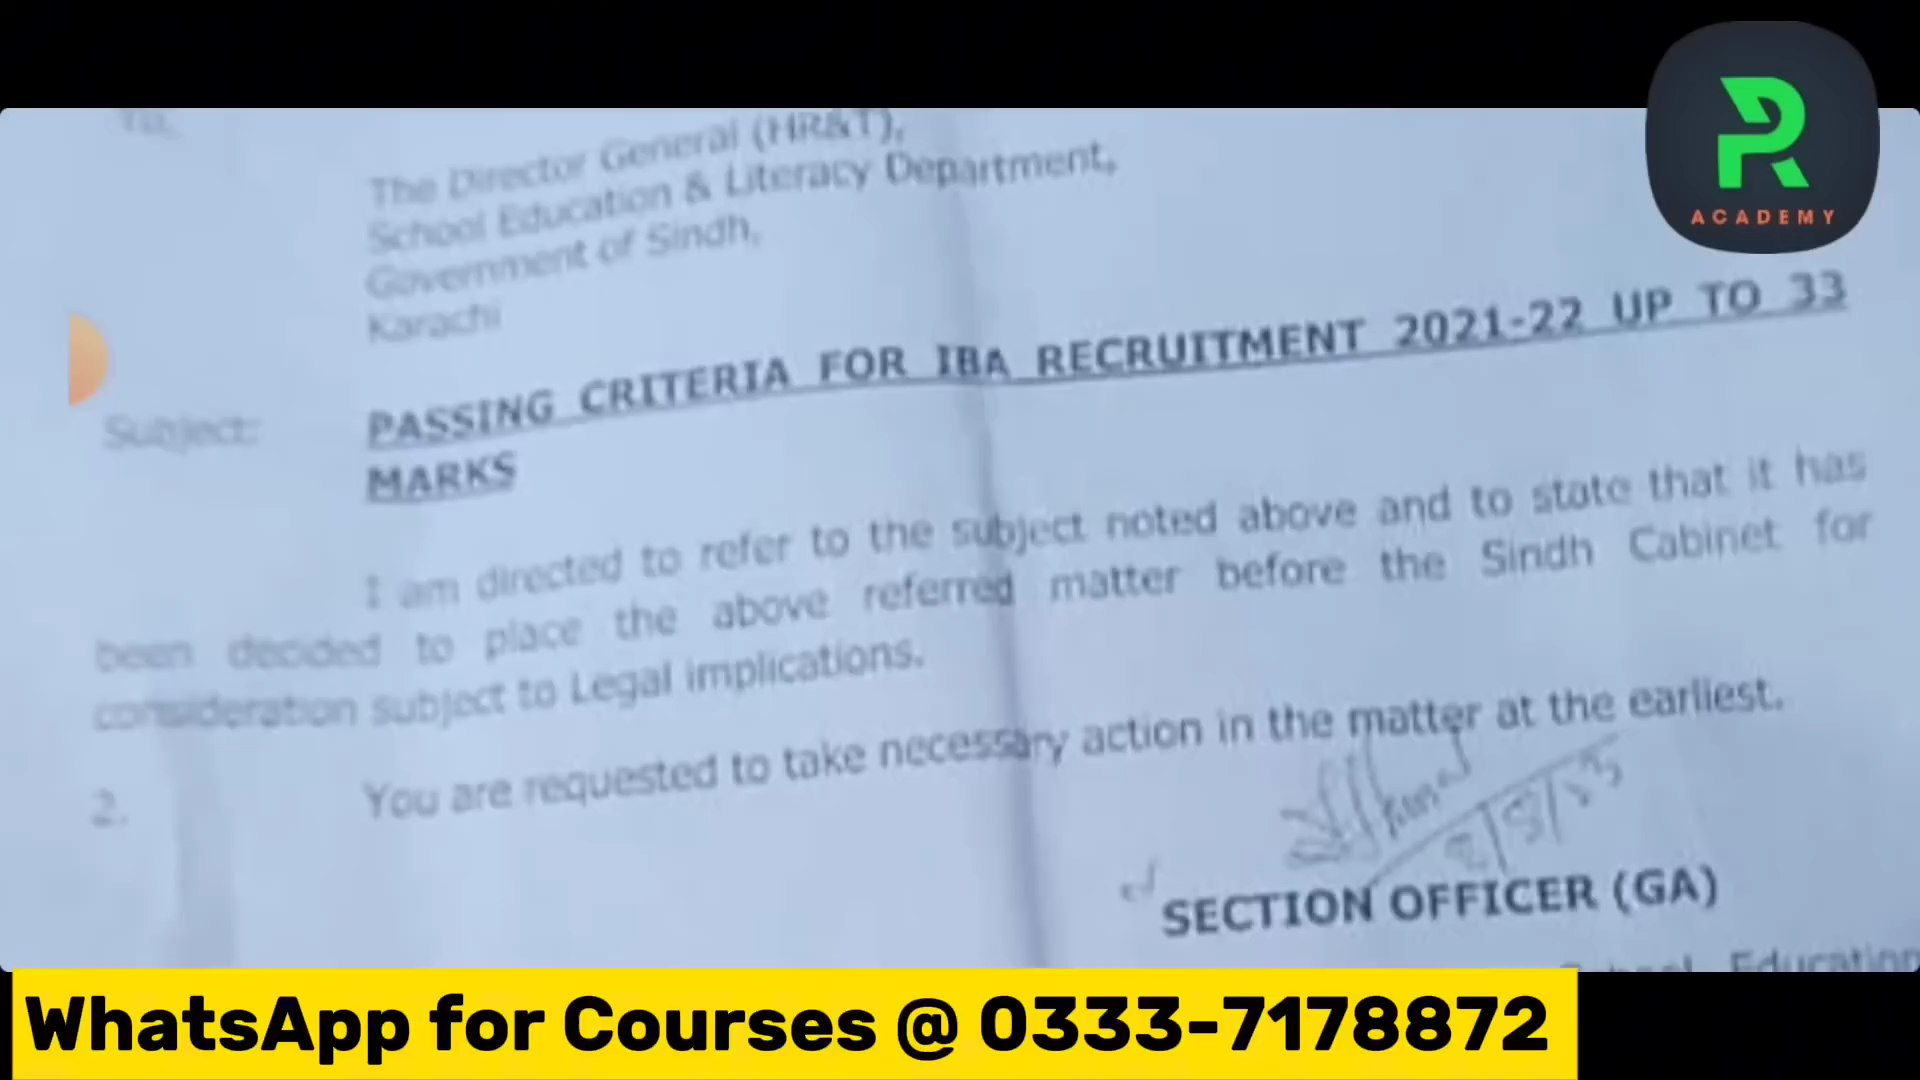 To,
The Director General (HR&T),
School Education & Literacy Department,
Government of Sindh,
Karachi
Subject: PASSING CRITERIA FOR IBA RECRUITMENT 2021-22 UP TO 33
MARKS
I am directed to refer to the subject noted above and to state that it has
been decided to place the above referred matter before the Sindh Cabinet for
consideration subject to Legal implications.
2. You are requested to take necessary action in the matter at the earliest.
SECTION OFFICER (GA)
School Education
R
ACADEMY
WhatsApp for Courses @ 0333-7178872